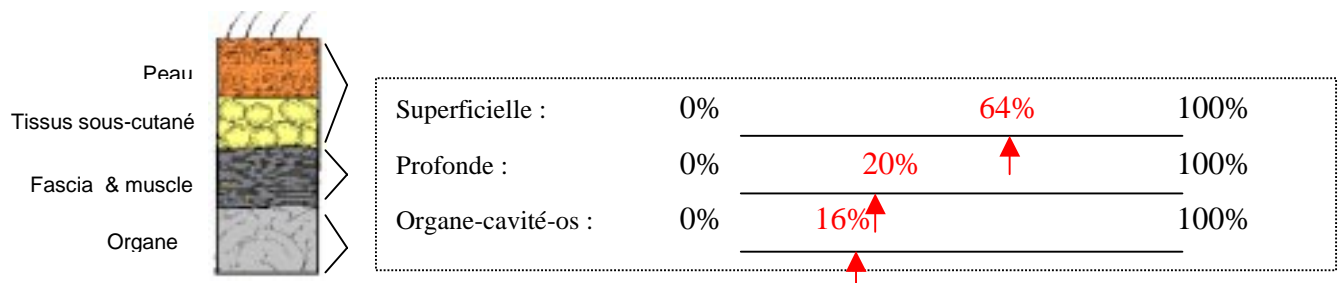 Peau
Tissus sous-cutané
Fascia & muscle
Organe
Superficielle : 0% 64% 100%
Profonde : 0% 20% 100%
Organe-cavité-os : 0% 16% 100%